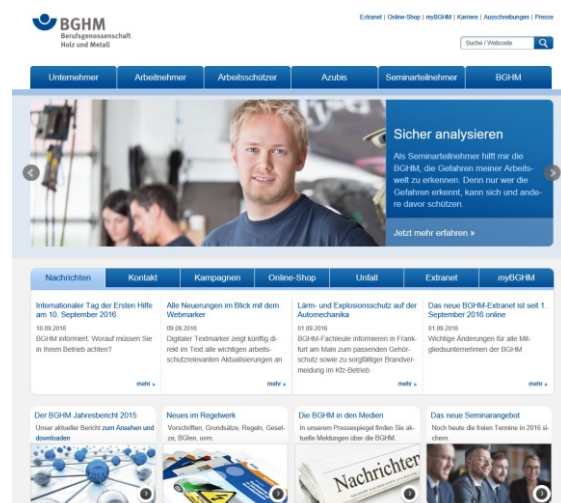 BGHM
Berufsgenossenschaft
Holz und Metall
Extranet | Online-Shop | myBGHM | Karriere | Ausschreibungen | Presse
Suche / Webcode
Unternehmer
Arbeitnehmer
Arbeitsschützer
Azubis
Seminarteilnehmer
BGHM
Sicher analysieren
Als Seminarteilnehmer hilft mir die
BGHM, die Gefahren meiner Arbeits-
welt zu erkennen. Denn nur wer die
Gefahren erkennt, kann sich und ande-
re davor schützen.
Jetzt mehr erfahren »
Nachrichten
Kontakt
Kampagnen
Online-Shop
Unfall
Extranet
myBGHM
Internationaler Tag der Ersten Hilfe
am 10. September 2016
10.09.2016
BGHM informiert: Worauf müssen Sie
in Ihrem Betrieb achten?
mehr »
Alle Neuerungen im Blick mit dem
Webmarker
09.09.2016
Digitaler Textmarker zeigt künftig di-
rekt im Text alle wichtigen arbeits-
schutzrelevanten Aktualisierungen an
mehr »
Lärm- und Explosionsschutz auf der
Automechanika
01.09.2016
BGHM-Fachleute informieren in Frank-
furt am Main zum passenden Gehör-
schutz sowie zu sorgfältiger Brandver-
meidung im Kfz-Betrieb
mehr »
Das neue BGHM-Extranet ist seit 1.
September 2016 online
01.09.2016
Wichtige Änderungen für alle Mit-
gliedsunternehmen der BGHM
mehr »
Der BGHM Jahresbericht 2015
Unser aktueller Bericht zum Ansehen und
downloaden
Neues im Regelwerk
Vorschriften, Grundsätze, Regeln, Geset-
ze, BGIen, uvm.
Die BGHM in den Medien
In unserem Pressespiegel finden Sie ak-
tuelle Meldungen über die BGHM.
Nachrichten
Das neue Seminarangebot
Noch heute die freien Termine in 2016 si-
chern.